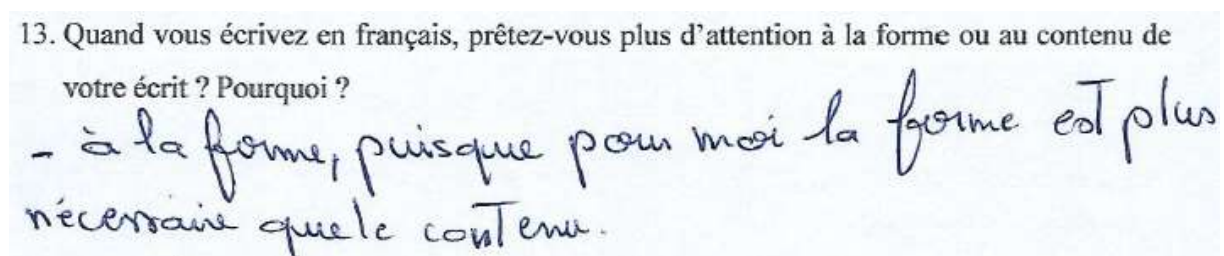 13. Quand vous écrivez en français, prêtez-vous plus d'attention à la forme ou au contenu de
votre écrit ? Pourquoi ?
- à la forme, puisque pour moi la forme est plus
nécessaire que le contenu.